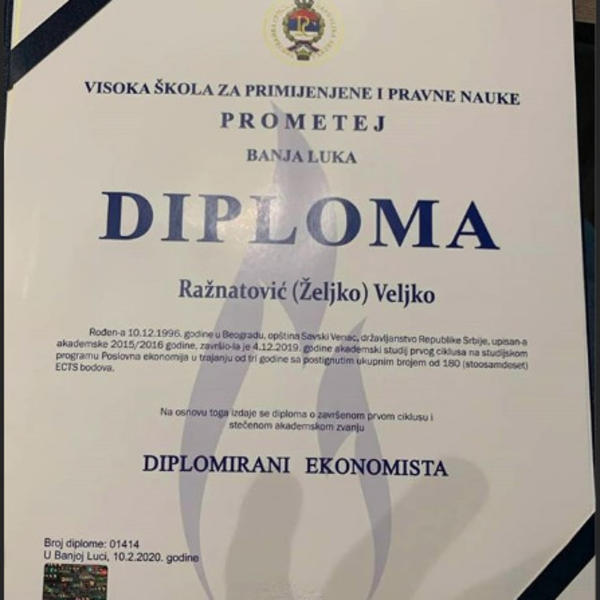 VISOKA ŠKOLA ZA PRIMIJENJENE I PRAVNE NAUKE
PROMETEJ
BANJA LUKA
DIPLOMA
Ražnatović (Željko) Veljko
Rođen-a 10.12.1996. godine u Beogradu, opština Savski Venac, državljanstvo Republike Srbije, upisan-a
akademske 2015/2016 godine, završio-la je 4.12.2019. godine akademski studij prvog ciklusa na studijskom
programu Poslovna ekonomija u trajanju od tri godine sa postignutim ukupnim brojem od 180 (stoosamdeset)
ECTS bodova.
Na osnovu toga izdaje se diploma o završenom prvom ciklusu i
stečenom akademskom zvanju
DIPLOMIRANI EKONOMISTA
Broj diplome: 01414
U Banjoj Luci, 10.2.2020. godine